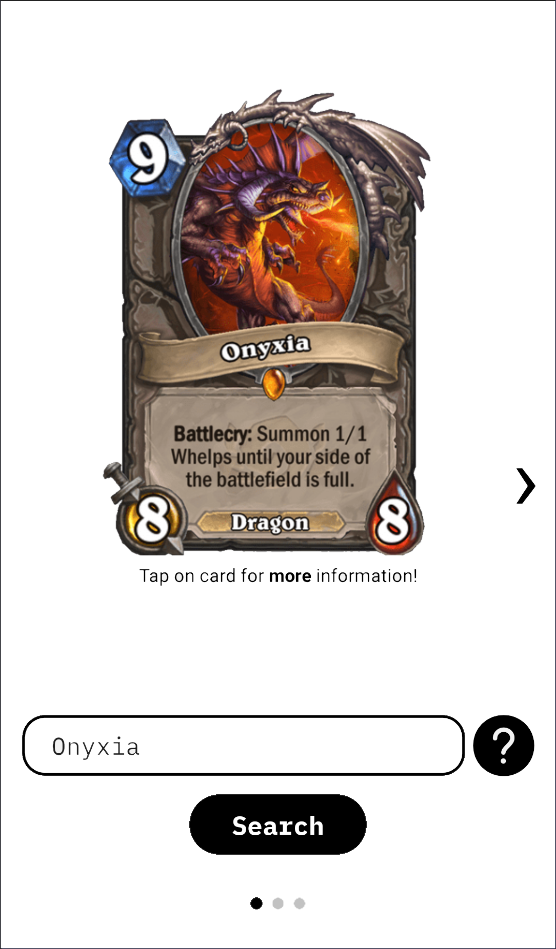 9
Onyxia
Battlecry: Summon 1/1
Whelps until your side of
the battlefield is full.
8
Dragon
8
Tap on card for more information!
Onyxia
?
Search